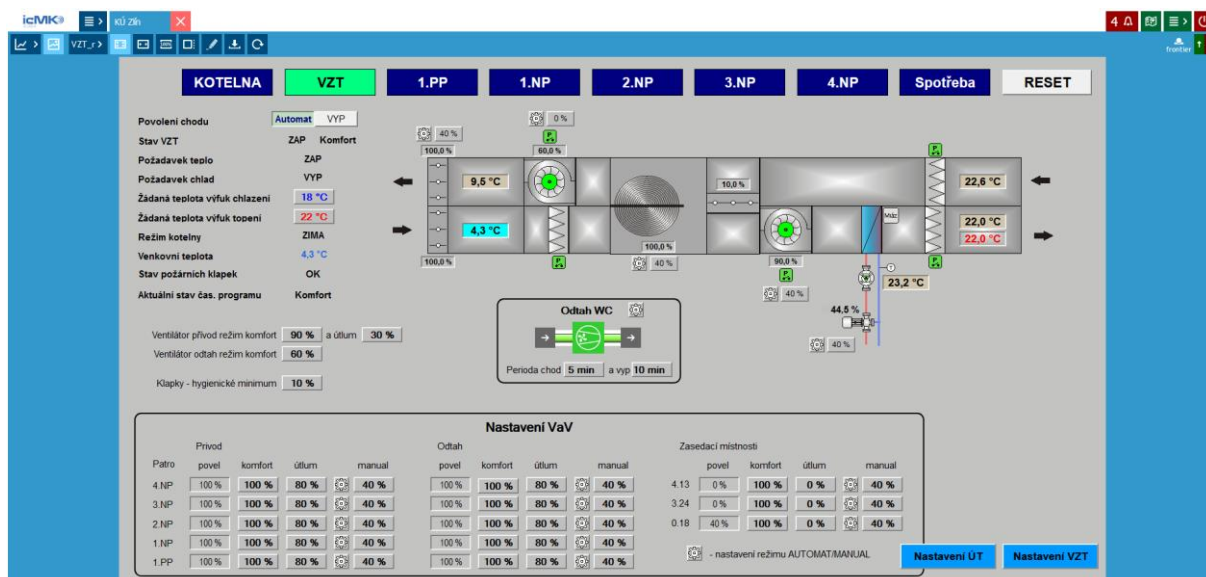 icMK
KÚ Zlín
4
VZT_r
100%
frontier
KOTELNA VZT 1.PP 1.NP 2.NP 3.NP 4.NP Spotřeba RESET
Povolení chodu Automat VYP
Stav VZT ZAP Komfort
Požadavek teplo ZAP
Požadavek chlad VYP
Žádaná teplota výfuk chlazení 18 °C
Žádaná teplota výfuk topení 22 °C
Režim kotelny ZIMA
Venkovní teplota 4,3 °C
Stav požárních klapek OK
Aktuální stav čas. programu Komfort
40 %
0 %
100,0 %
P
60,0 %
P
9,5 °C
10,0 %
22,6 °C
4,3 °C
Mráz
22,0 °C
22,0 °C
100,0 %
100,0 %
P
40 %
90,0 %
P
P
T
23,2 °C
40 %
44,5 %
40 %
Ventilátor přívod režim komfort 90 % a útlum 30 %
Ventilátor odtah režim komfort 60 %
Klapky - hygienické minimum 10 %
Odtah WC
Perioda chod 5 min a vyp 10 min
Nastavení VaV
Privod Odtah Zasedací místnosti
Patro povel komfort útlum manual povel komfort útlum manual povel komfort útlum manual
4.NP 100 % 100 % 80 % 40 % 100 % 100 % 80 % 40 % 4.13 0 % 100 % 0 % 40 %
3.NP 100 % 100 % 80 % 40 % 100 % 100 % 80 % 40 % 3.24 0 % 100 % 0 % 40 %
2.NP 100 % 100 % 80 % 40 % 100 % 100 % 80 % 40 % 0.18 40 % 100 % 0 % 40 %
1.NP 100 % 100 % 80 % 40 % 100 % 100 % 80 % 40 %
1.PP 100 % 100 % 80 % 40 % 100 % 100 % 80 % 40 %
- nastavení režimu AUTOMAT/MANUAL
Nastavení ÚT Nastavení VZT